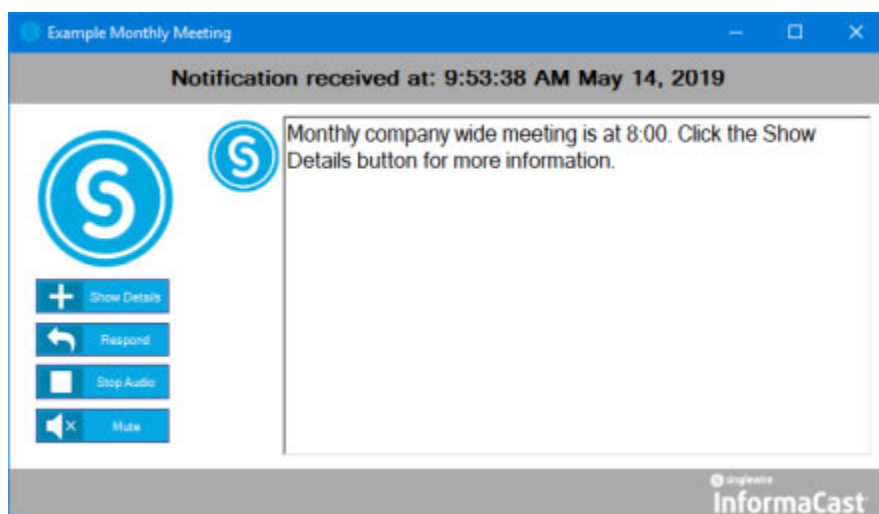 Example Monthly Meeting
Notification received at: 9:53:38 AM May 14, 2019
S
S
Monthly company wide meeting is at 8:00. Click the Show
Details button for more information.
Show Details
Respond
Stop Audio
Mute
singlewire
InformaCast